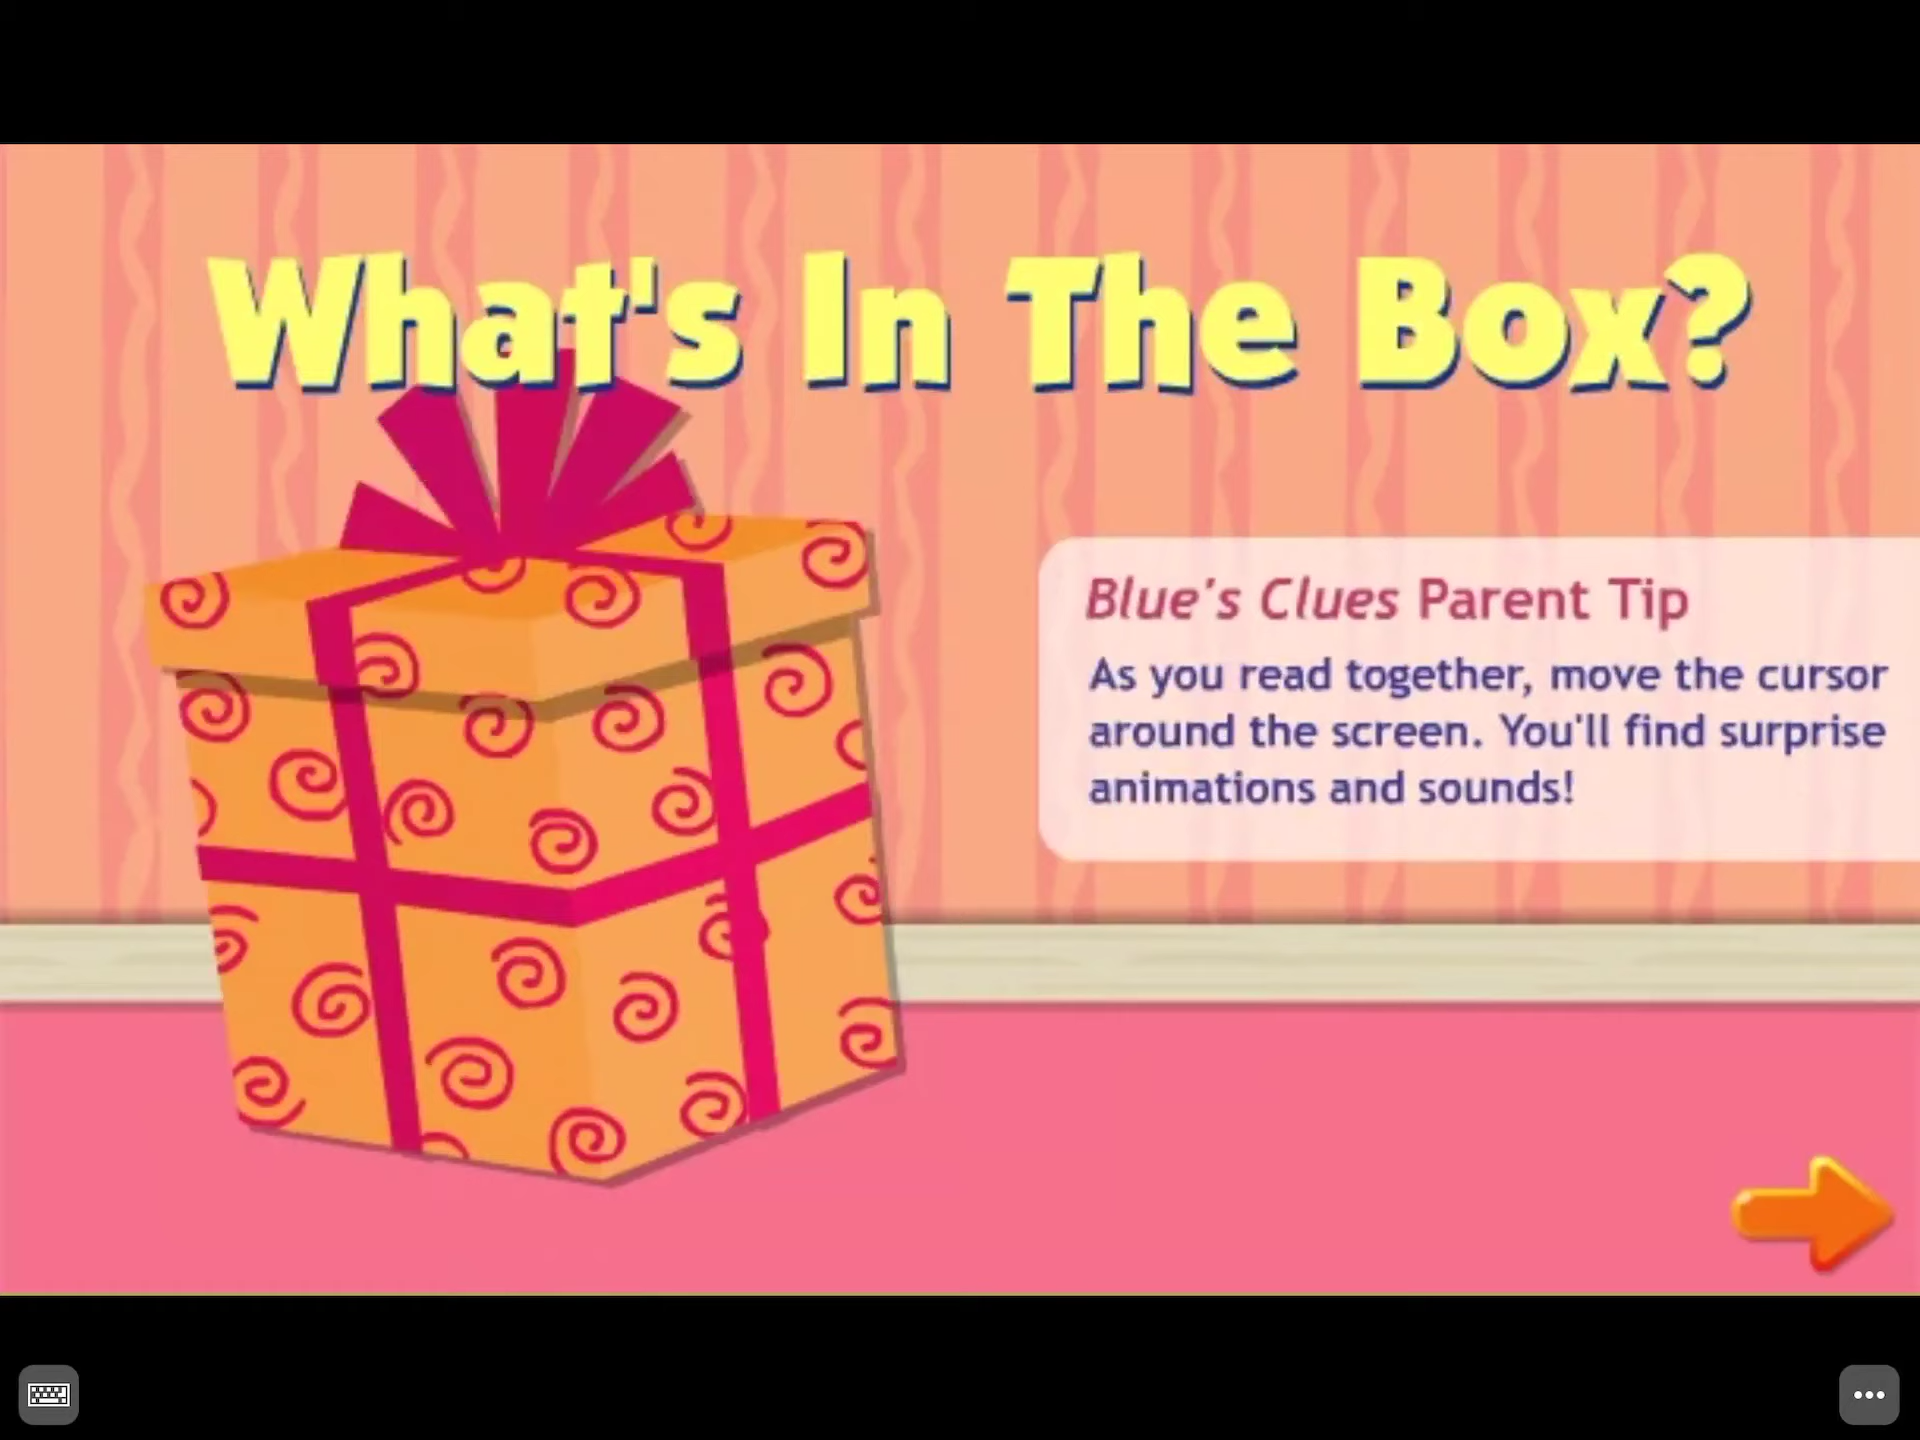 What's In The Box?
Blue's Clues Parent Tip
As you read together, move the cursor
around the screen. You'll find surprise
animations and sounds!